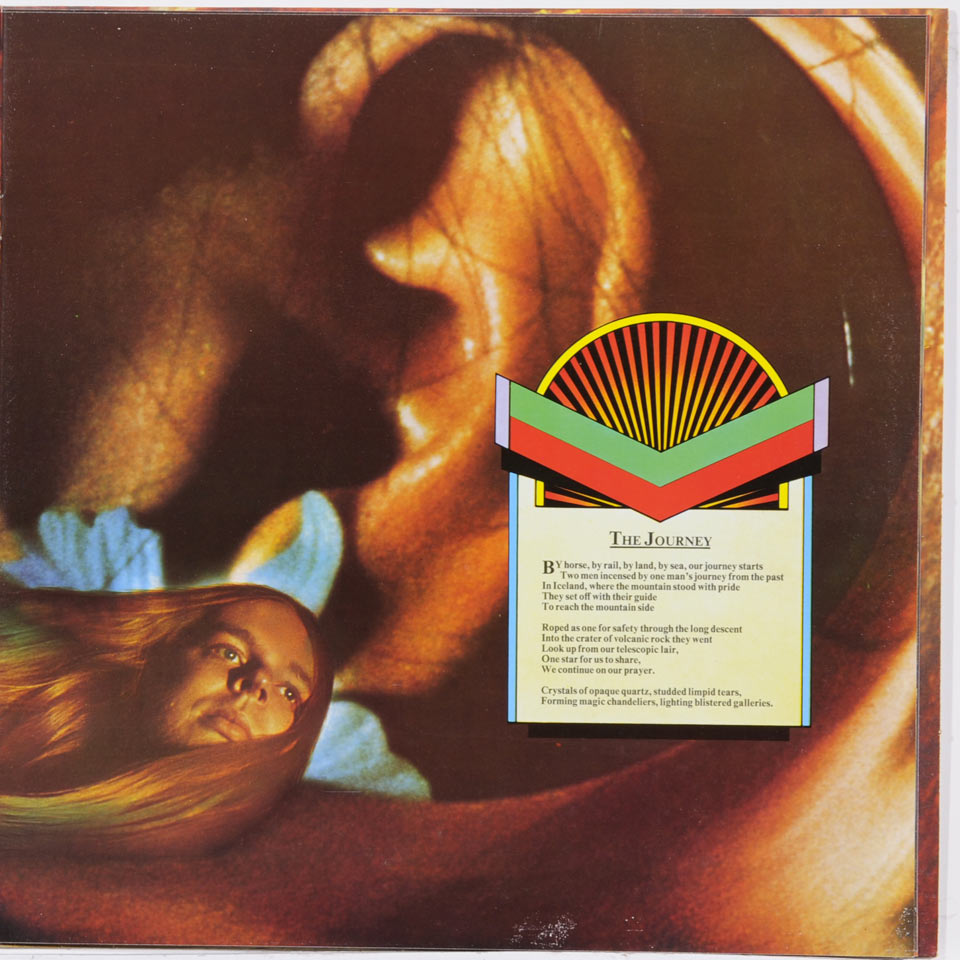 THE JOURNEY
BY horse, by rail, by land, by sea, our journey starts
Two men incensed by one man's journey from the past
In Iceland, where the mountain stood with pride
They set off with their guide
To reach the mountain side
Roped as one for safety through the long descent
Into the crater of volcanic rock they went
Look up from our telescopic lair,
One star for us to share,
We continue on our prayer.
Crystals of opaque quartz, studded limpid tears,
Forming magic chandeliers, lighting blistered galleries.